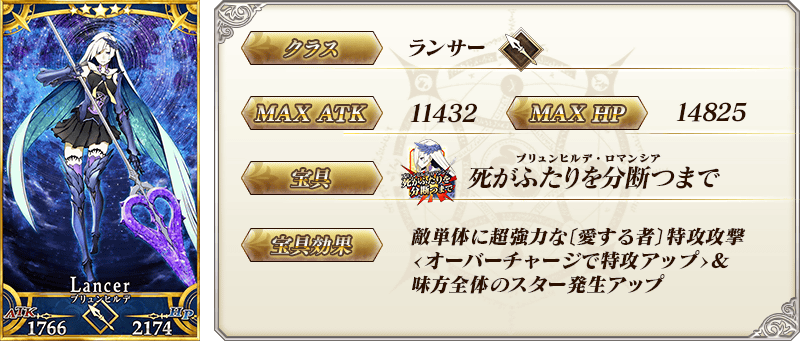 Lancer
ブリュンヒルデ
ATK HP
1766 2174
クラス ランサー
MAX ATK 11432 MAX HP 14825
ブリュンヒルデ・ロマンシア
宝具 死がふたりを分断つまで
死がふたりを
分断つまで
宝具効果
敵単体に超強力な〔愛する者〕特攻攻撃
<オーバーチャージで特攻アップ>&
味方全体のスター発生アップ